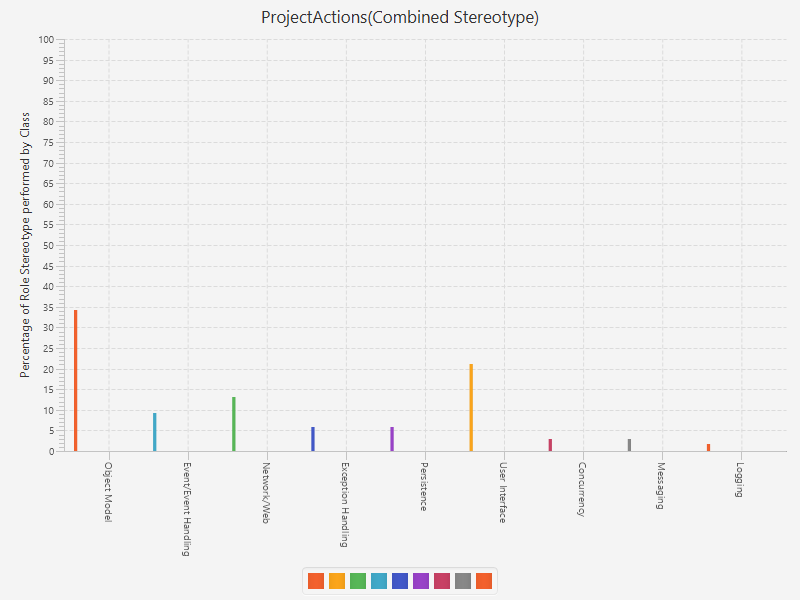 ProjectActions(Combined Stereotype)
Percentage of Role Stereotype performed by Class
100
95
90
85
80
75
70
65
60
55
50
45
40
35
30
25
20
15
10
5
0
Object Model
Event/Event Handling
Network/Web
Exception Handling
Persistence
User Interface
Concurrency
Messaging
Logging